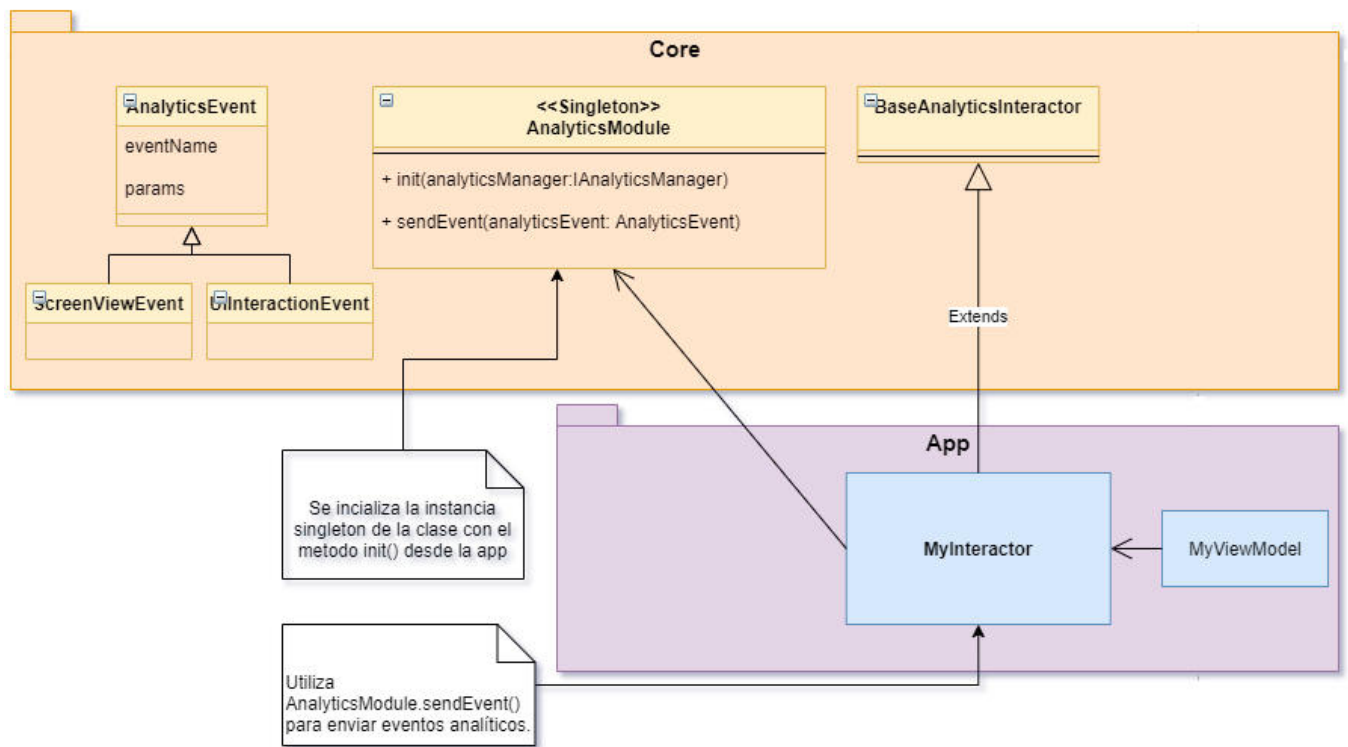 Core
AnalyticsEvent
eventName
params
<<Singleton>>
AnalyticsModule
+ init(analyticsManager:IAnalyticsManager)
+ sendEvent(analyticsEvent: AnalyticsEvent)
BaseAnalyticsInteractor
ScreenViewEvent
UIInteractionEvent
Extends
App
Se incializa la instancia
singleton de la clase con el
metodo init() desde la app
MyInteractor
MyViewModel
Utiliza
AnalyticsModule.sendEvent()
para enviar eventos analíticos.